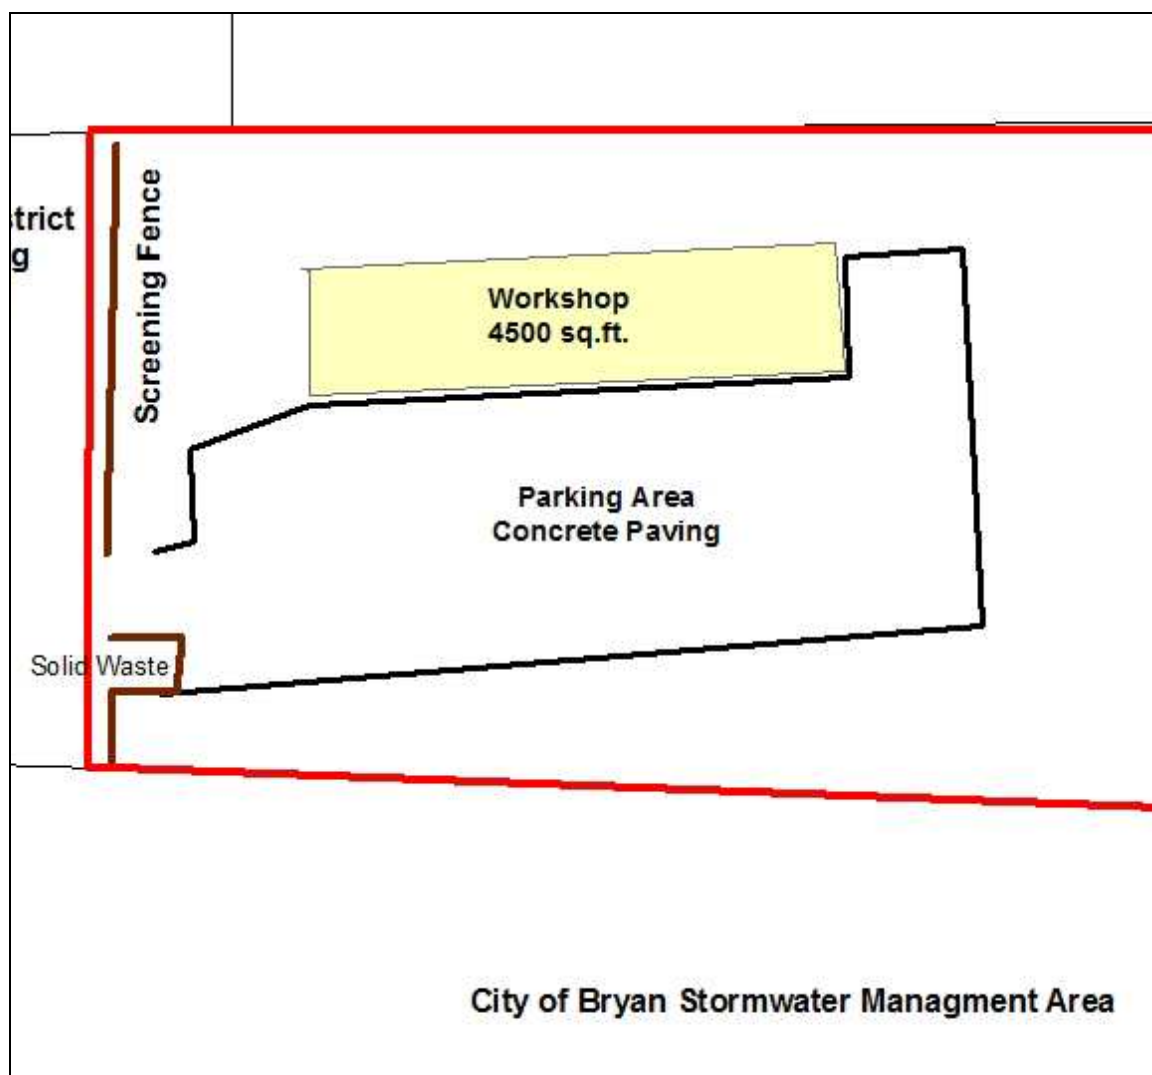 Screening Fence
Workshop
4500 sq.ft.
Parking Area
Concrete Paving
Solid Waste
City of Bryan Stormwater Managment Area